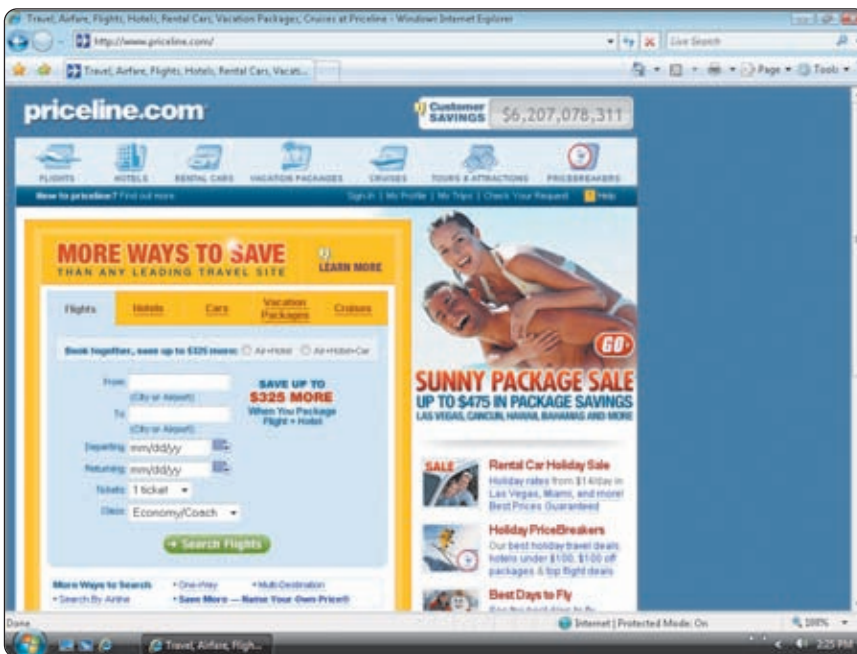 Travel, Airfare, Flights, Hotels, Rental Cars, Vacation Packages, Cruises at Priceline - Windows Internet Explorer
http://www.priceline.com/
Live Search
Travel, Airfare, Flights, Hotels, Rental Cars, Vacati...
Page
Tools
priceline.com
Customer
SAVINGS
$6,207,078,311
FLIGHTS
HOTELS
RENTAL CARS
VACATION PACKAGES
CRUISES
TOURS & ATTRACTIONS
PRICEBREAKERS
New to priceline? Find out more
Sign In | My Profile | My Trips | Check Your Request
Help
MORE WAYS TO SAVE
THAN ANY LEADING TRAVEL SITE
LEARN MORE
Flights
Hotels
Cars
Vacation
Packages
Cruises
Book together, save up to $325 more:
Air+Hotel
Air+Hotel+Car
From:
(City or Airport)
To:
(City or Airport)
Departing: mm/dd/yy
Returning: mm/dd/yy
Tickets: 1 ticket
Class: Economy/Coach
SAVE UP TO
$325 MORE
When You Package
Flight + Hotel
Search Flights
More Ways to Search:
• One-Way
• Multi-Destination
• Search By Airline
• Save More — Name Your Own Price®
GO
SUNNY PACKAGE SALE
UP TO $475 IN PACKAGE SAVINGS
LAS VEGAS, CANCUN, HAWAII, BAHAMAS AND MORE
SALE
Rental Car Holiday Sale
Holiday rates from $14/day in
Las Vegas, Miami, and more!
Best Prices Guaranteed
Holiday PriceBreakers
Our best holiday travel deals:
hotels under $100, $100 off
packages & top flight deals
Best Days to Fly
Done
Internet | Protected Mode: On
100%
Travel, Airfare, Fligh...
2:25 PM